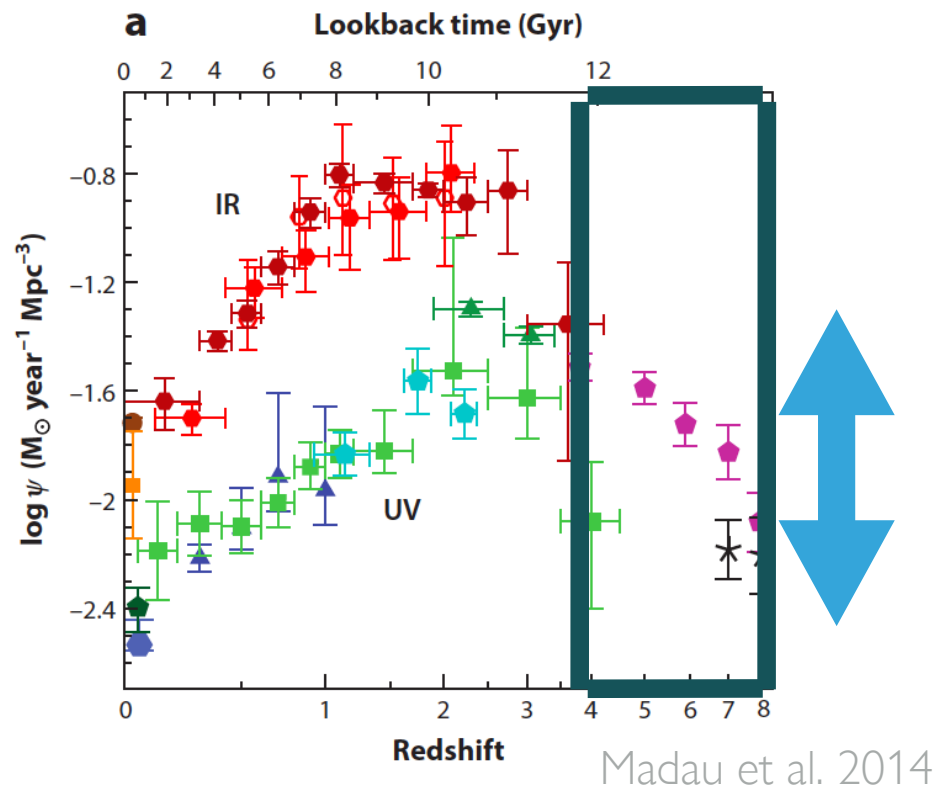 a
Lookback time (Gyr)
0 2 4 6 8 10 12
−0.8
−1.2
−1.6
−2
−2.4
log ψ (M⊙ year−1 Mpc−3)
IR
UV
0 1 2 3 4 5 6 7 8
Redshift
Madau et al. 2014